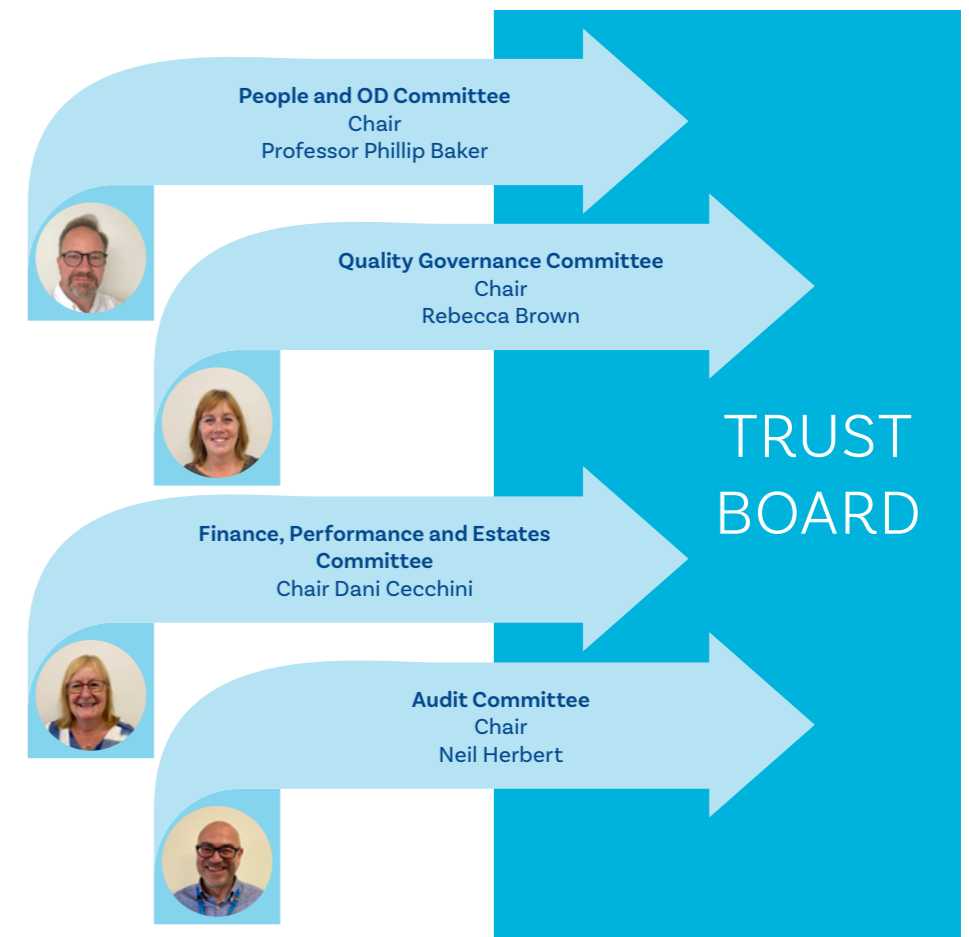 People and OD Committee
Chair
Professor Phillip Baker
Quality Governance Committee
Chair
Rebecca Brown
TRUST
BOARD
Finance, Performance and Estates
Committee
Chair Dani Cecchini
Audit Committee
Chair
Neil Herbert